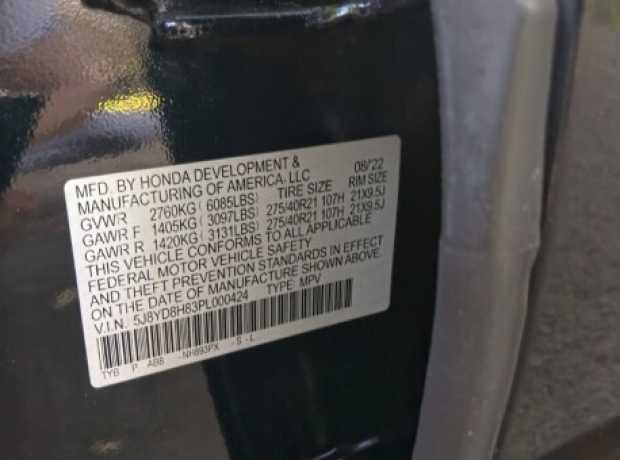 MFD. BY HONDA DEVELOPMENT & 08/22
MANUFACTURING OF AMERICA, LLC
GVWR 2760KG ( 6085LBS) TIRE SIZE RIM SIZE
GAWR F 1405KG ( 3097LBS) 275/40R21 107H 21X9.5J
GAWR R 1420KG ( 3131LBS) 275/40R21 107H 21X9.5J
THIS VEHICLE CONFORMS TO ALL APPLICABLE
FEDERAL MOTOR VEHICLE SAFETY
AND THEFT PREVENTION STANDARDS IN EFFECT
ON THE DATE OF MANUFACTURE SHOWN ABOVE.
V.I.N. 5J8YD8H83PL000424 TYPE: MPV
TYB P AB8 -NH893PX -S -L